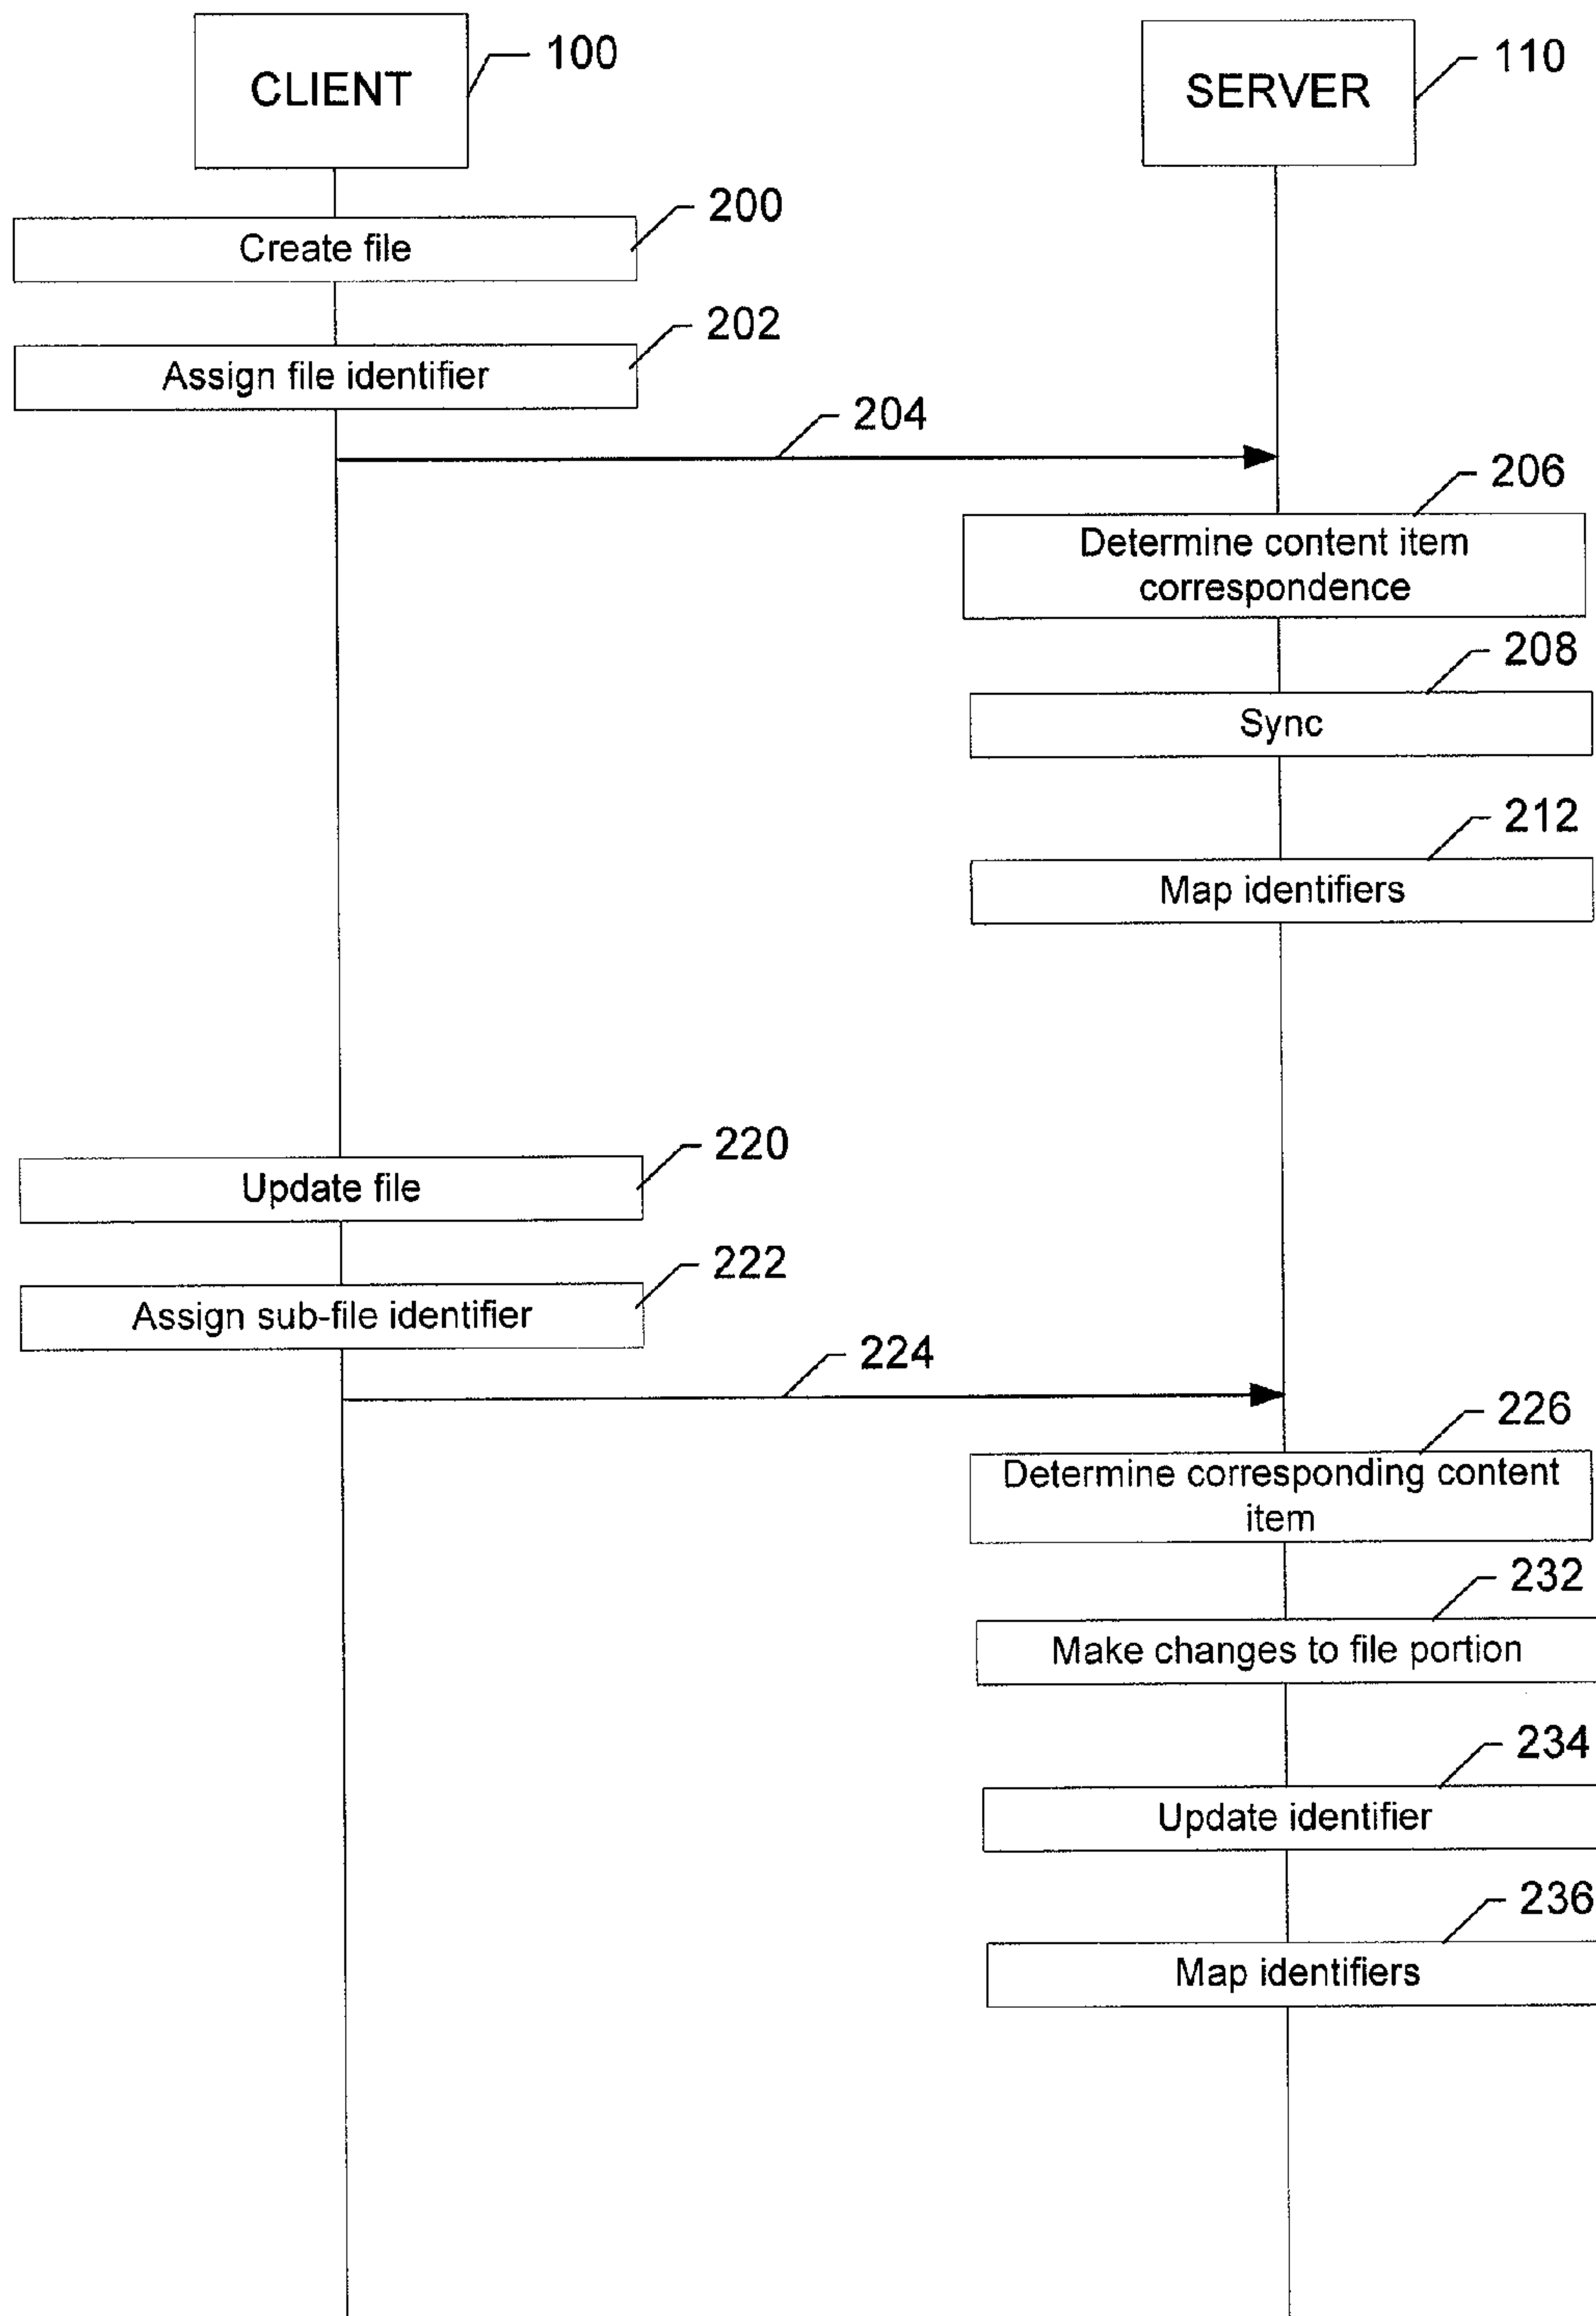 CLIENT
100
SERVER
110
200
Create file
202
Assign file identifier
204
206
Determine content item
correspondence
208
Sync
212
Map identifiers
220
Update file
222
Assign sub-file identifier
224
226
Determine corresponding content
item
232
Make changes to file portion
234
Update identifier
236
Map identifiers